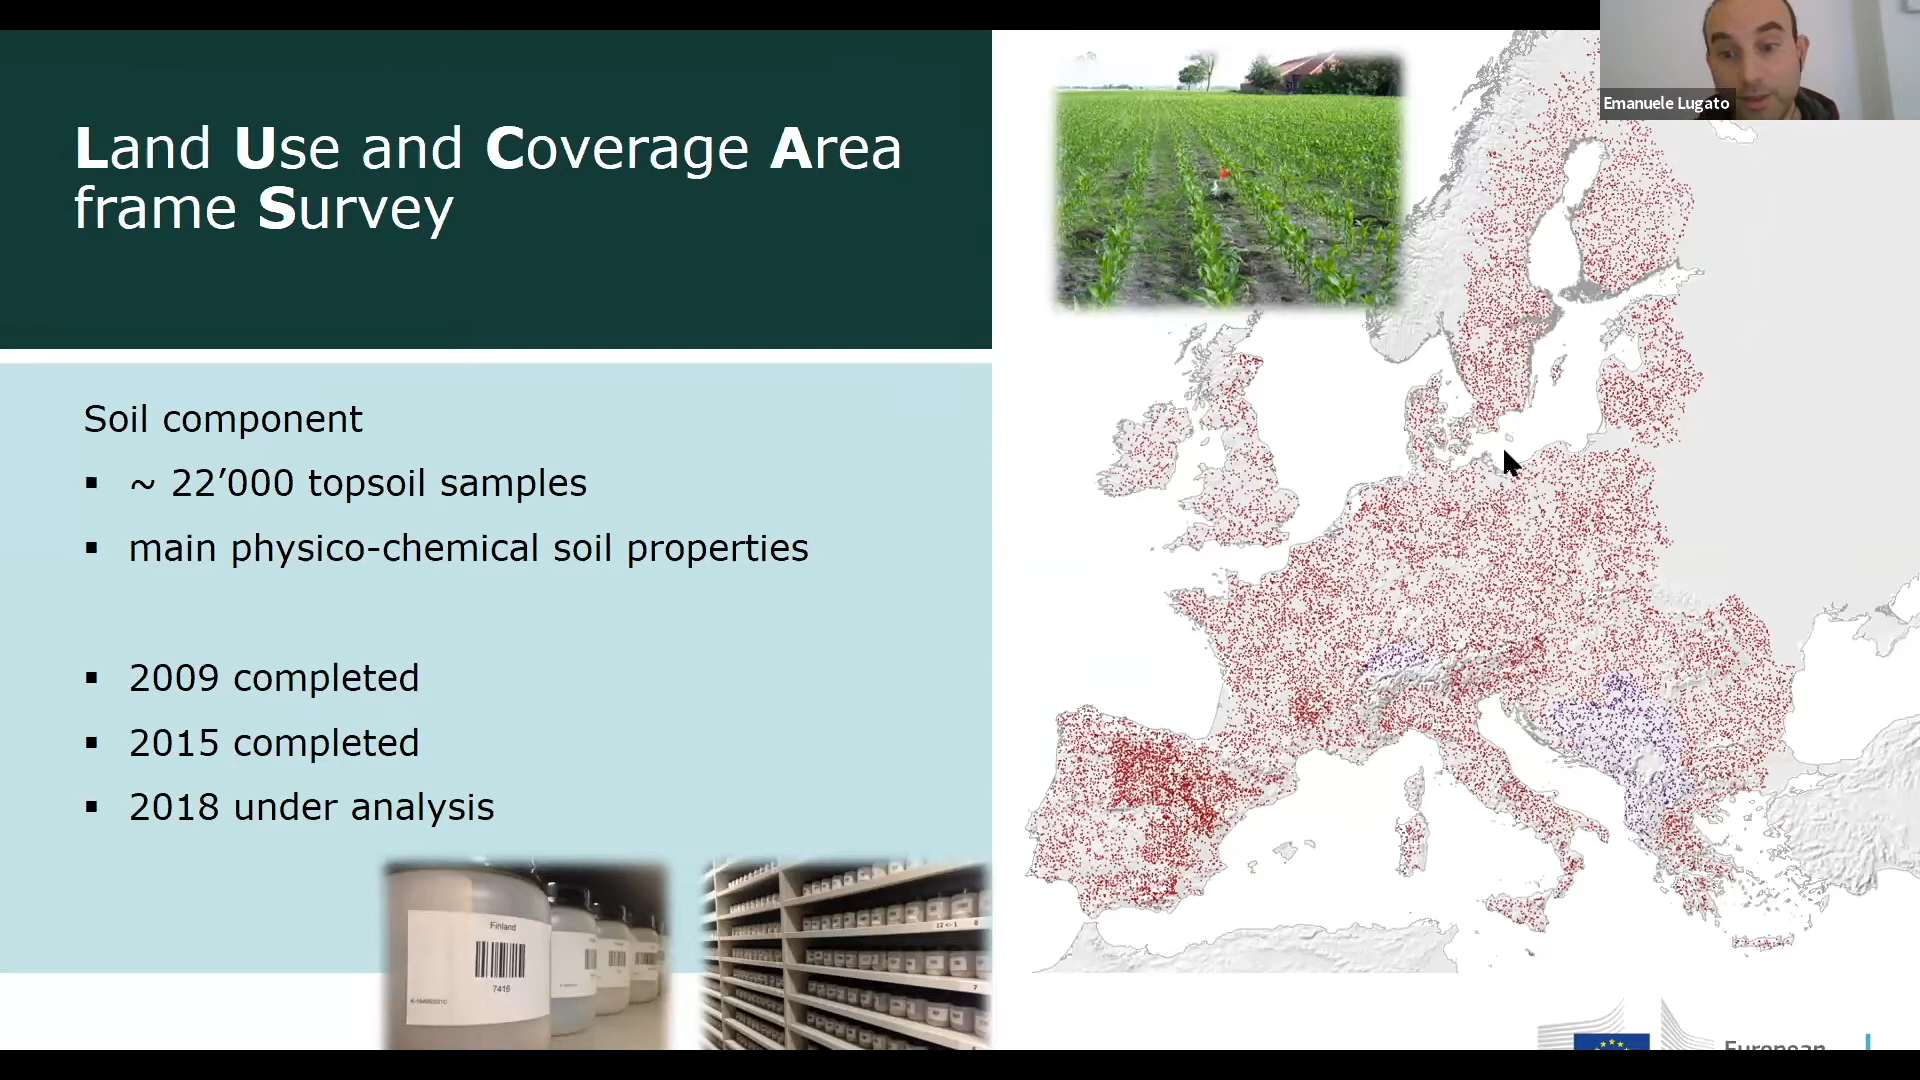 Emanuele Lugato
Land Use and Coverage Area
frame Survey
Soil component
▪ ~ 22’000 topsoil samples
▪ main physico-chemical soil properties
▪ 2009 completed
▪ 2015 completed
▪ 2018 under analysis
Finland
7416